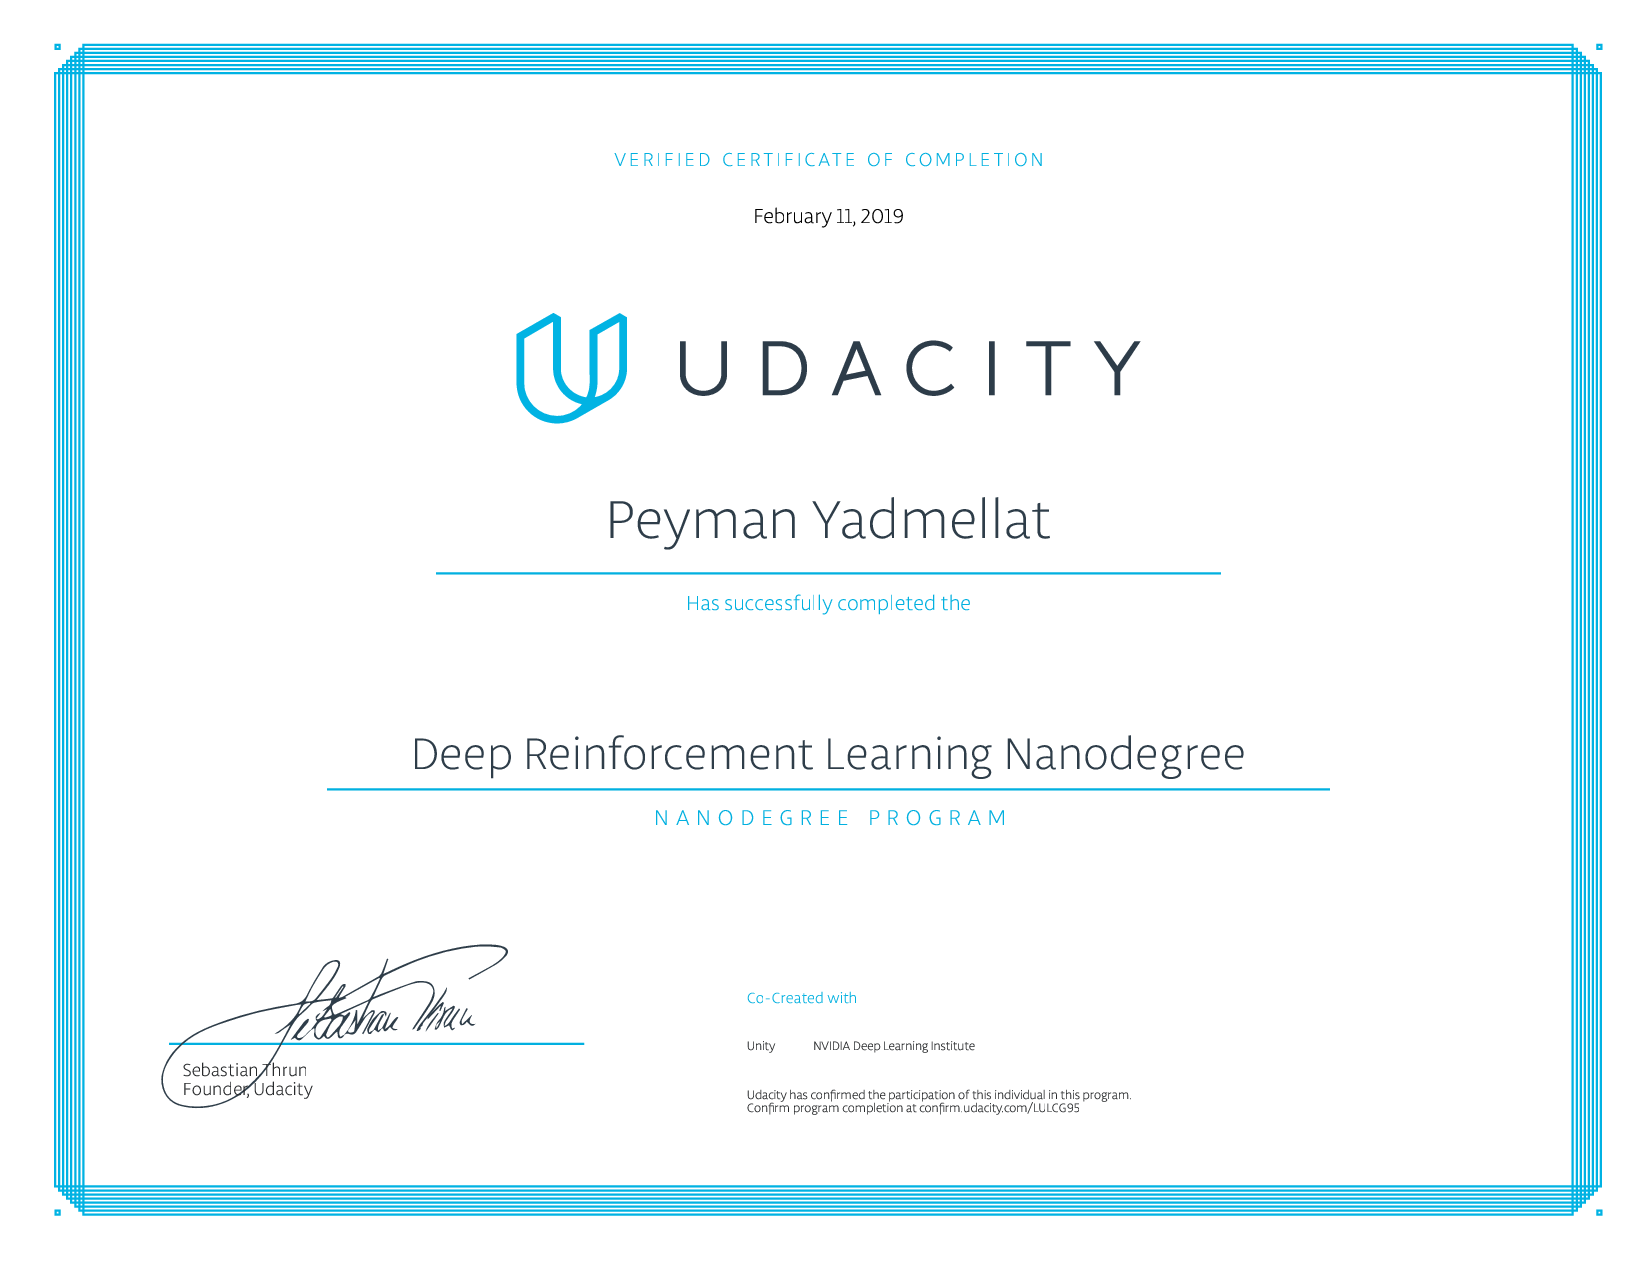 VERIFIED CERTIFICATE OF COMPLETION
February 11, 2019
UDACITY
Peyman Yadmellat
Has successfully completed the
Deep Reinforcement Learning Nanodegree
NANODEGREE PROGRAM
Sebastian Thrun
Sebastian Thrun
Founder, Udacity
Co-Created with
Unity NVIDIA Deep Learning Institute
Udacity has confirmed the participation of this individual in this program.
Confirm program completion at confirm.udacity.com/LULCG95